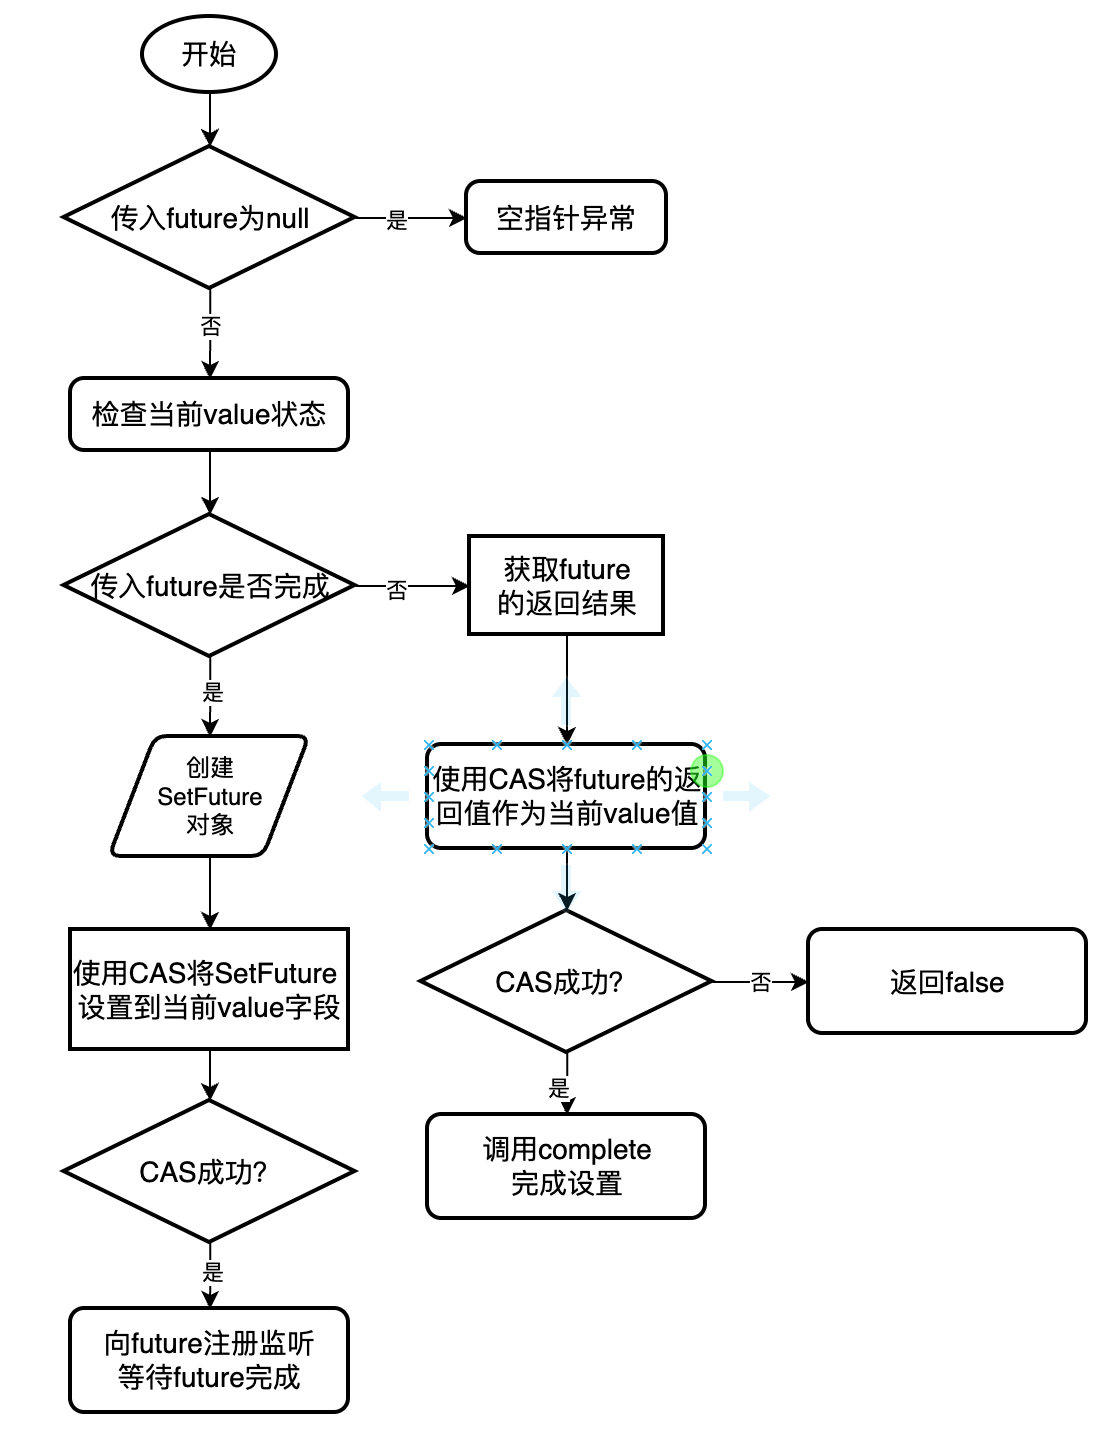 开始
传入future为null
是
空指针异常
否
检查当前value状态
传入future是否完成
否
获取future
的返回结果
是
创建
SetFuture
对象
使用CAS将future的返
回值作为当前value值
使用CAS将SetFuture
设置到当前value字段
CAS成功?
否
返回false
是
调用complete
完成设置
CAS成功?
是
向future注册监听
等待future完成